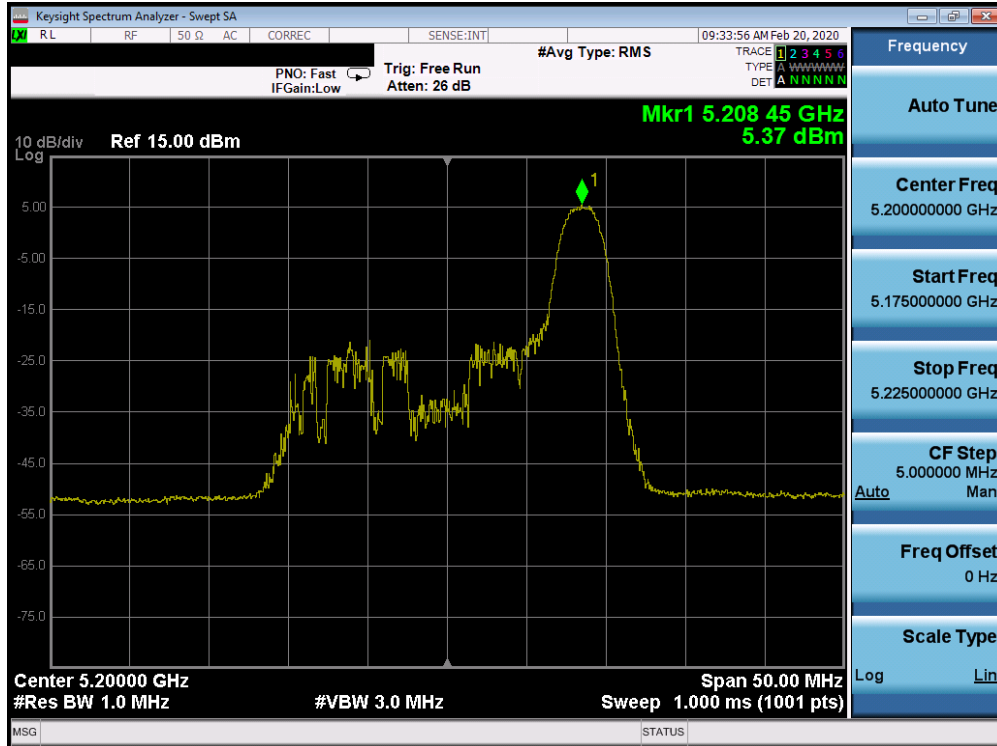 Keysight Spectrum Analyzer - Swept SA
LXI RL RF 50 Ω AC CORREC SENSE:INT 09:33:56 AM Feb 20, 2020
#Avg Type: RMS TRACE 1 2 3 4 5 6
PNO: Fast Trig: Free Run TYPE A WWWWW
IFGain:Low Atten: 26 dB DET A N N N N N
Mkr1 5.208 45 GHz
5.37 dBm
10 dB/div Ref 15.00 dBm
Log
1
5.00
-5.00
-15.0
-25.0
-35.0
-45.0
-55.0
-65.0
-75.0
Center 5.20000 GHz Span 50.00 MHz
#Res BW 1.0 MHz #VBW 3.0 MHz Sweep 1.000 ms (1001 pts)
MSG STATUS
Frequency
Auto Tune
Center Freq
5.200000000 GHz
Start Freq
5.175000000 GHz
Stop Freq
5.225000000 GHz
CF Step
5.000000 MHz
Auto Man
Freq Offset
0 Hz
Scale Type
Log Lin